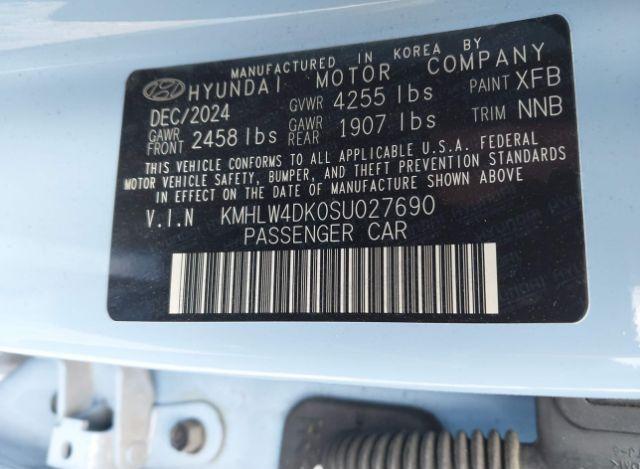 MANUFACTURED IN KOREA BY
HYUNDAI MOTOR COMPANY
DEC/2024 GVWR 4255 lbs PAINT XFB
GAWR FRONT 2458 lbs GAWR REAR 1907 lbs TRIM NNB
THIS VEHICLE CONFORMS TO ALL APPLICABLE U.S.A. FEDERAL
MOTOR VEHICLE SAFETY, BUMPER, AND THEFT PREVENTION STANDARDS
IN EFFECT ON THE DATE OF MANUFACTURE SHOWN ABOVE.
V.I.N KMHLW4DK0SU027690
PASSENGER CAR